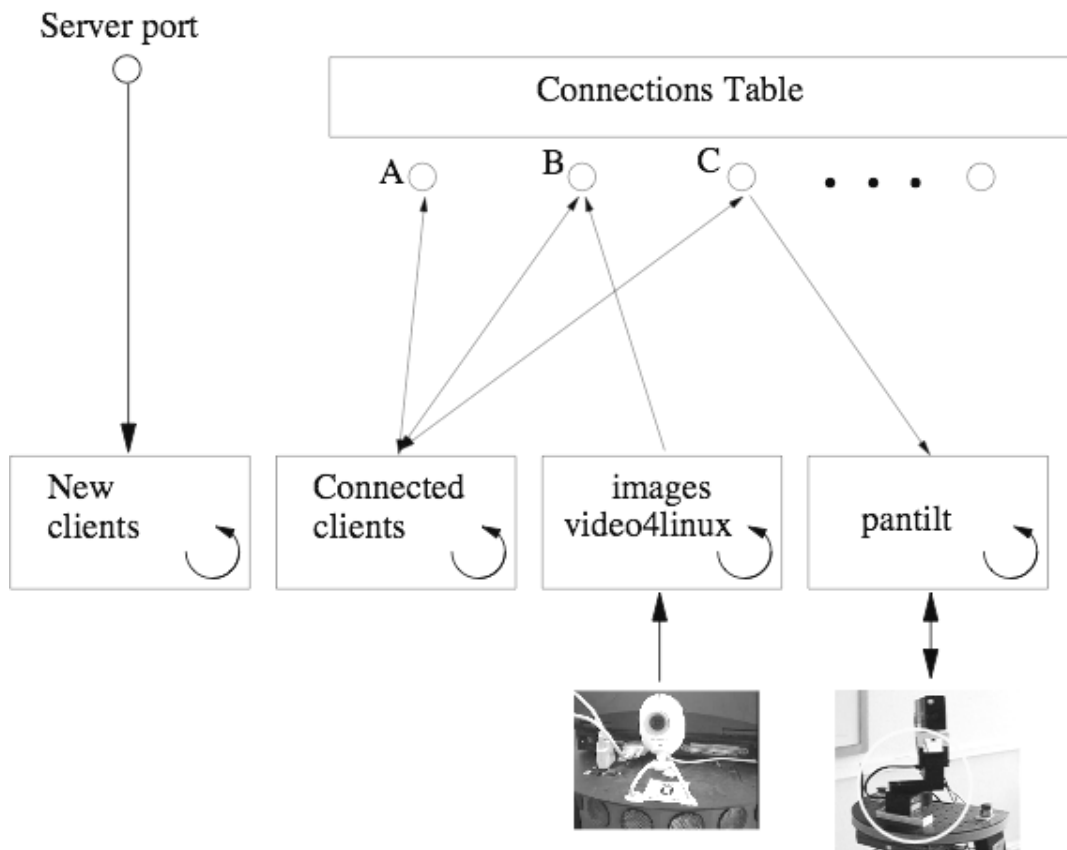 Server port
Connections Table
A
B
C
New
clients
Connected
clients
images
video4linux
pantilt